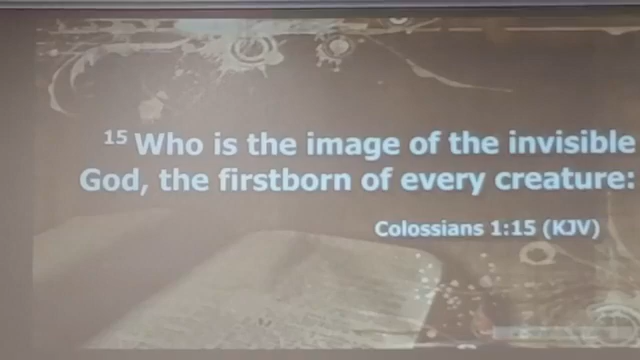 15 Who is the image of the invisible
God, the firstborn of every creature:
Colossians 1:15 (KJV)